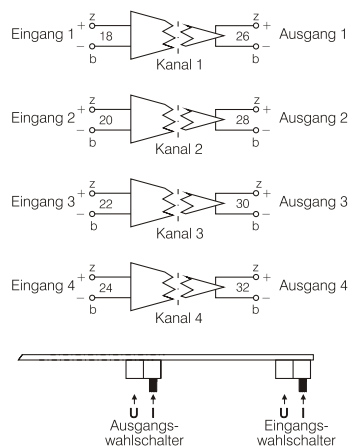 z z
Eingang 1 + 18 26 + Ausgang 1
− −
b b
Kanal 1
z z
Eingang 2 + 20 28 + Ausgang 2
− −
b b
Kanal 2
z z
Eingang 3 + 22 30 + Ausgang 3
− −
b b
Kanal 3
z z
Eingang 4 + 24 32 + Ausgang 4
− −
b b
Kanal 4
U I U I
Ausgangs- Eingangs-
wahlschalter wahlschalter